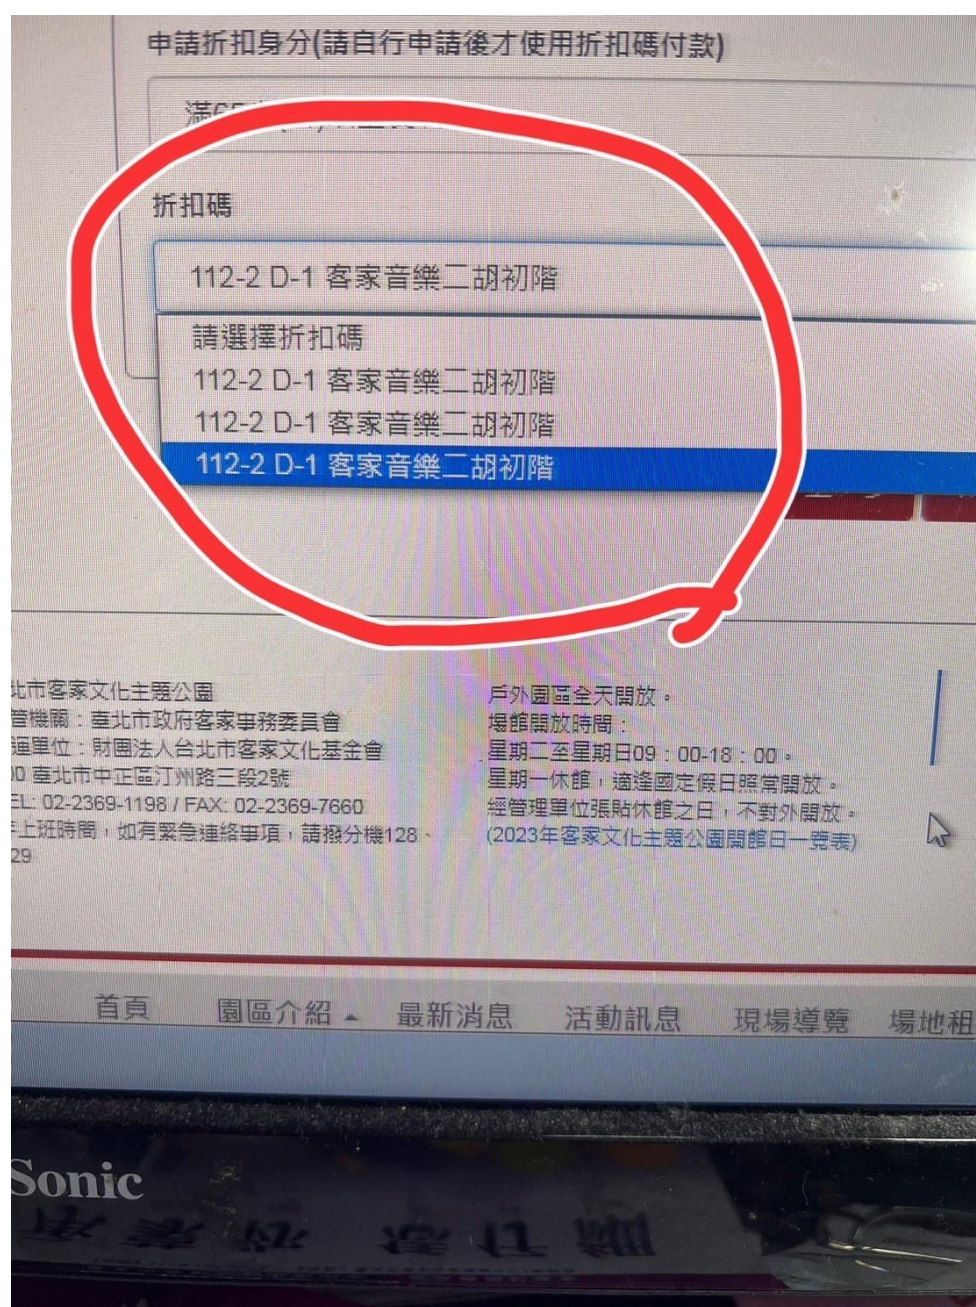 申請折扣身分(請自行申請後才使用折扣碼付款)
滿6
折扣碼
112-2 D-1 客家音樂二胡初階
請選擇折扣碼
112-2 D-1 客家音樂二胡初階
112-2 D-1 客家音樂二胡初階
112-2 D-1 客家音樂二胡初階
北市客家文化主題公園
管機關：臺北市政府客家事務委員會
運單位：財團法人台北市客家文化基金會
00 臺北市中正區汀州路三段2號
EL: 02-2369-1198 / FAX: 02-2369-7660
上班時間，如有緊急連絡事項，請撥分機128、
29
戶外園區全天開放。
場館開放時間：
星期二至星期日09：00-18：00。
星期一休館，適逢國定假日照常開放。
經管理單位張貼休館之日，不對外開放。
(2023年客家文化主題公園開館日一覽表)
首頁 園區介紹 最新消息 活動訊息 現場導覽 場地租
Sonic